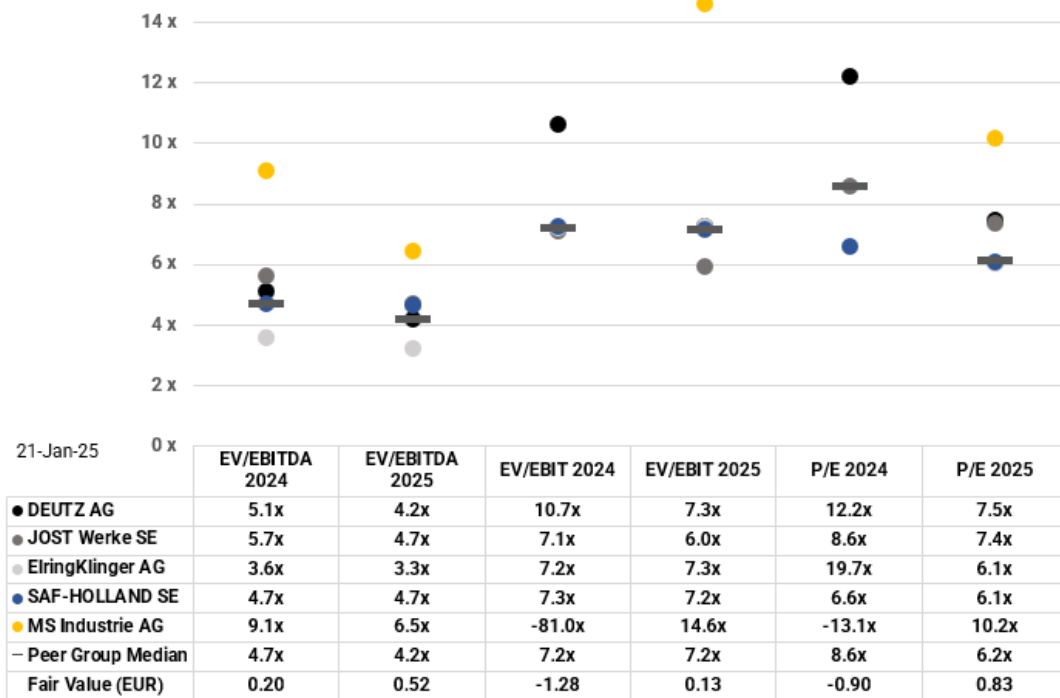 14 x
12 x
10 x
8 x
6 x
4 x
2 x
0 x
21-Jan-25
EV/EBITDA 2024 EV/EBITDA 2025 EV/EBIT 2024 EV/EBIT 2025 P/E 2024 P/E 2025
DEUTZ AG 5.1x 4.2x 10.7x 7.3x 12.2x 7.5x
JOST Werke SE 5.7x 4.7x 7.1x 6.0x 8.6x 7.4x
ElringKlinger AG 3.6x 3.3x 7.2x 7.3x 19.7x 6.1x
SAF-HOLLAND SE 4.7x 4.7x 7.3x 7.2x 6.6x 6.1x
MS Industrie AG 9.1x 6.5x -81.0x 14.6x -13.1x 10.2x
Peer Group Median 4.7x 4.2x 7.2x 7.2x 8.6x 6.2x
Fair Value (EUR) 0.20 0.52 -1.28 0.13 -0.90 0.83